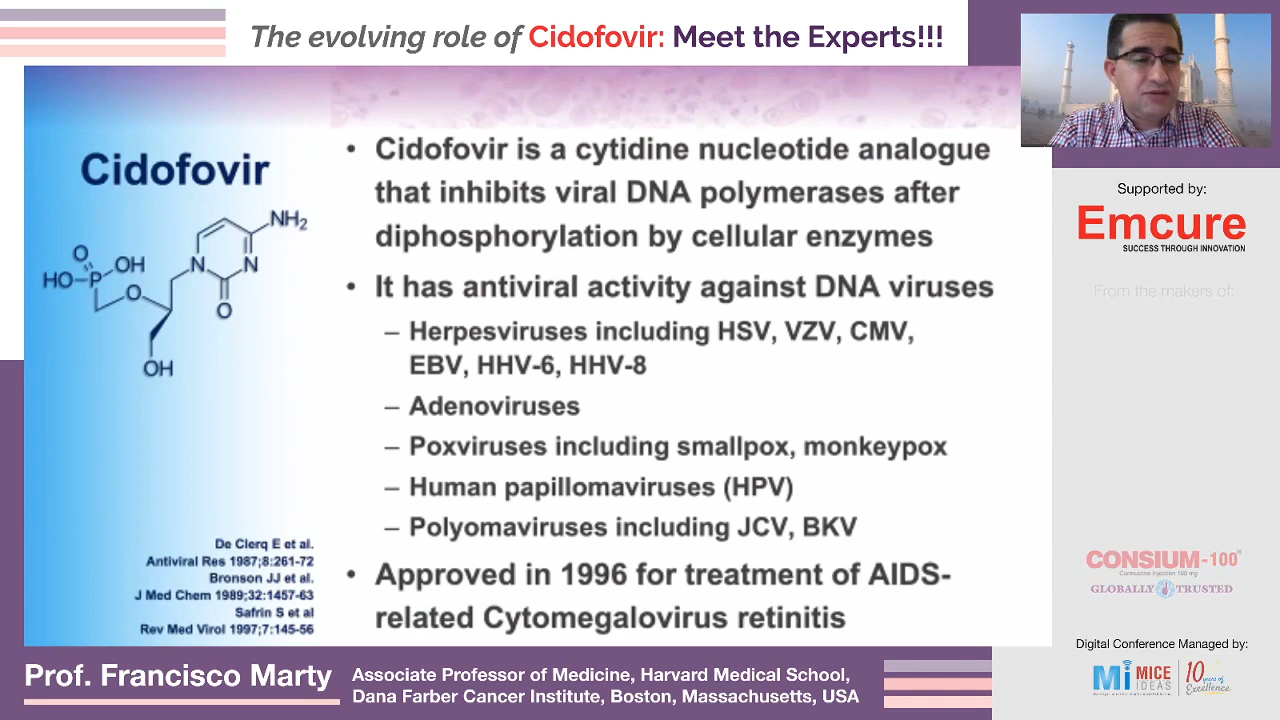 The evolving role of Cidofovir: Meet the Experts!!!
Cidofovir
NH₂
N
N
O
O
P
OH
HO
O
OH
• Cidofovir is a cytidine nucleotide analogue
that inhibits viral DNA polymerases after
diphosphorylation by cellular enzymes
• It has antiviral activity against DNA viruses
– Herpesviruses including HSV, VZV, CMV,
EBV, HHV-6, HHV-8
– Adenoviruses
– Poxviruses including smallpox, monkeypox
– Human papillomaviruses (HPV)
– Polyomaviruses including JCV, BKV
• Approved in 1996 for treatment of AIDS-
related Cytomegalovirus retinitis
De Clerq E et al.
Antiviral Res 1987;8:261-72
Bronson JJ et al.
J Med Chem 1989;32:1457-63
Safrin S et al
Rev Med Virol 1997;7:145-56
Supported by:
Emcure
SUCCESS THROUGH INNOVATION
From the makers of:
CONSIUM-100
Carmustine Injection 100 mg
GLOBALLY TRUSTED
Digital Conference Managed by:
Mi MICE
IDEAS
10 years of
Excellence
Prof. Francisco Marty
Associate Professor of Medicine, Harvard Medical School,
Dana Farber Cancer Institute, Boston, Massachusetts, USA